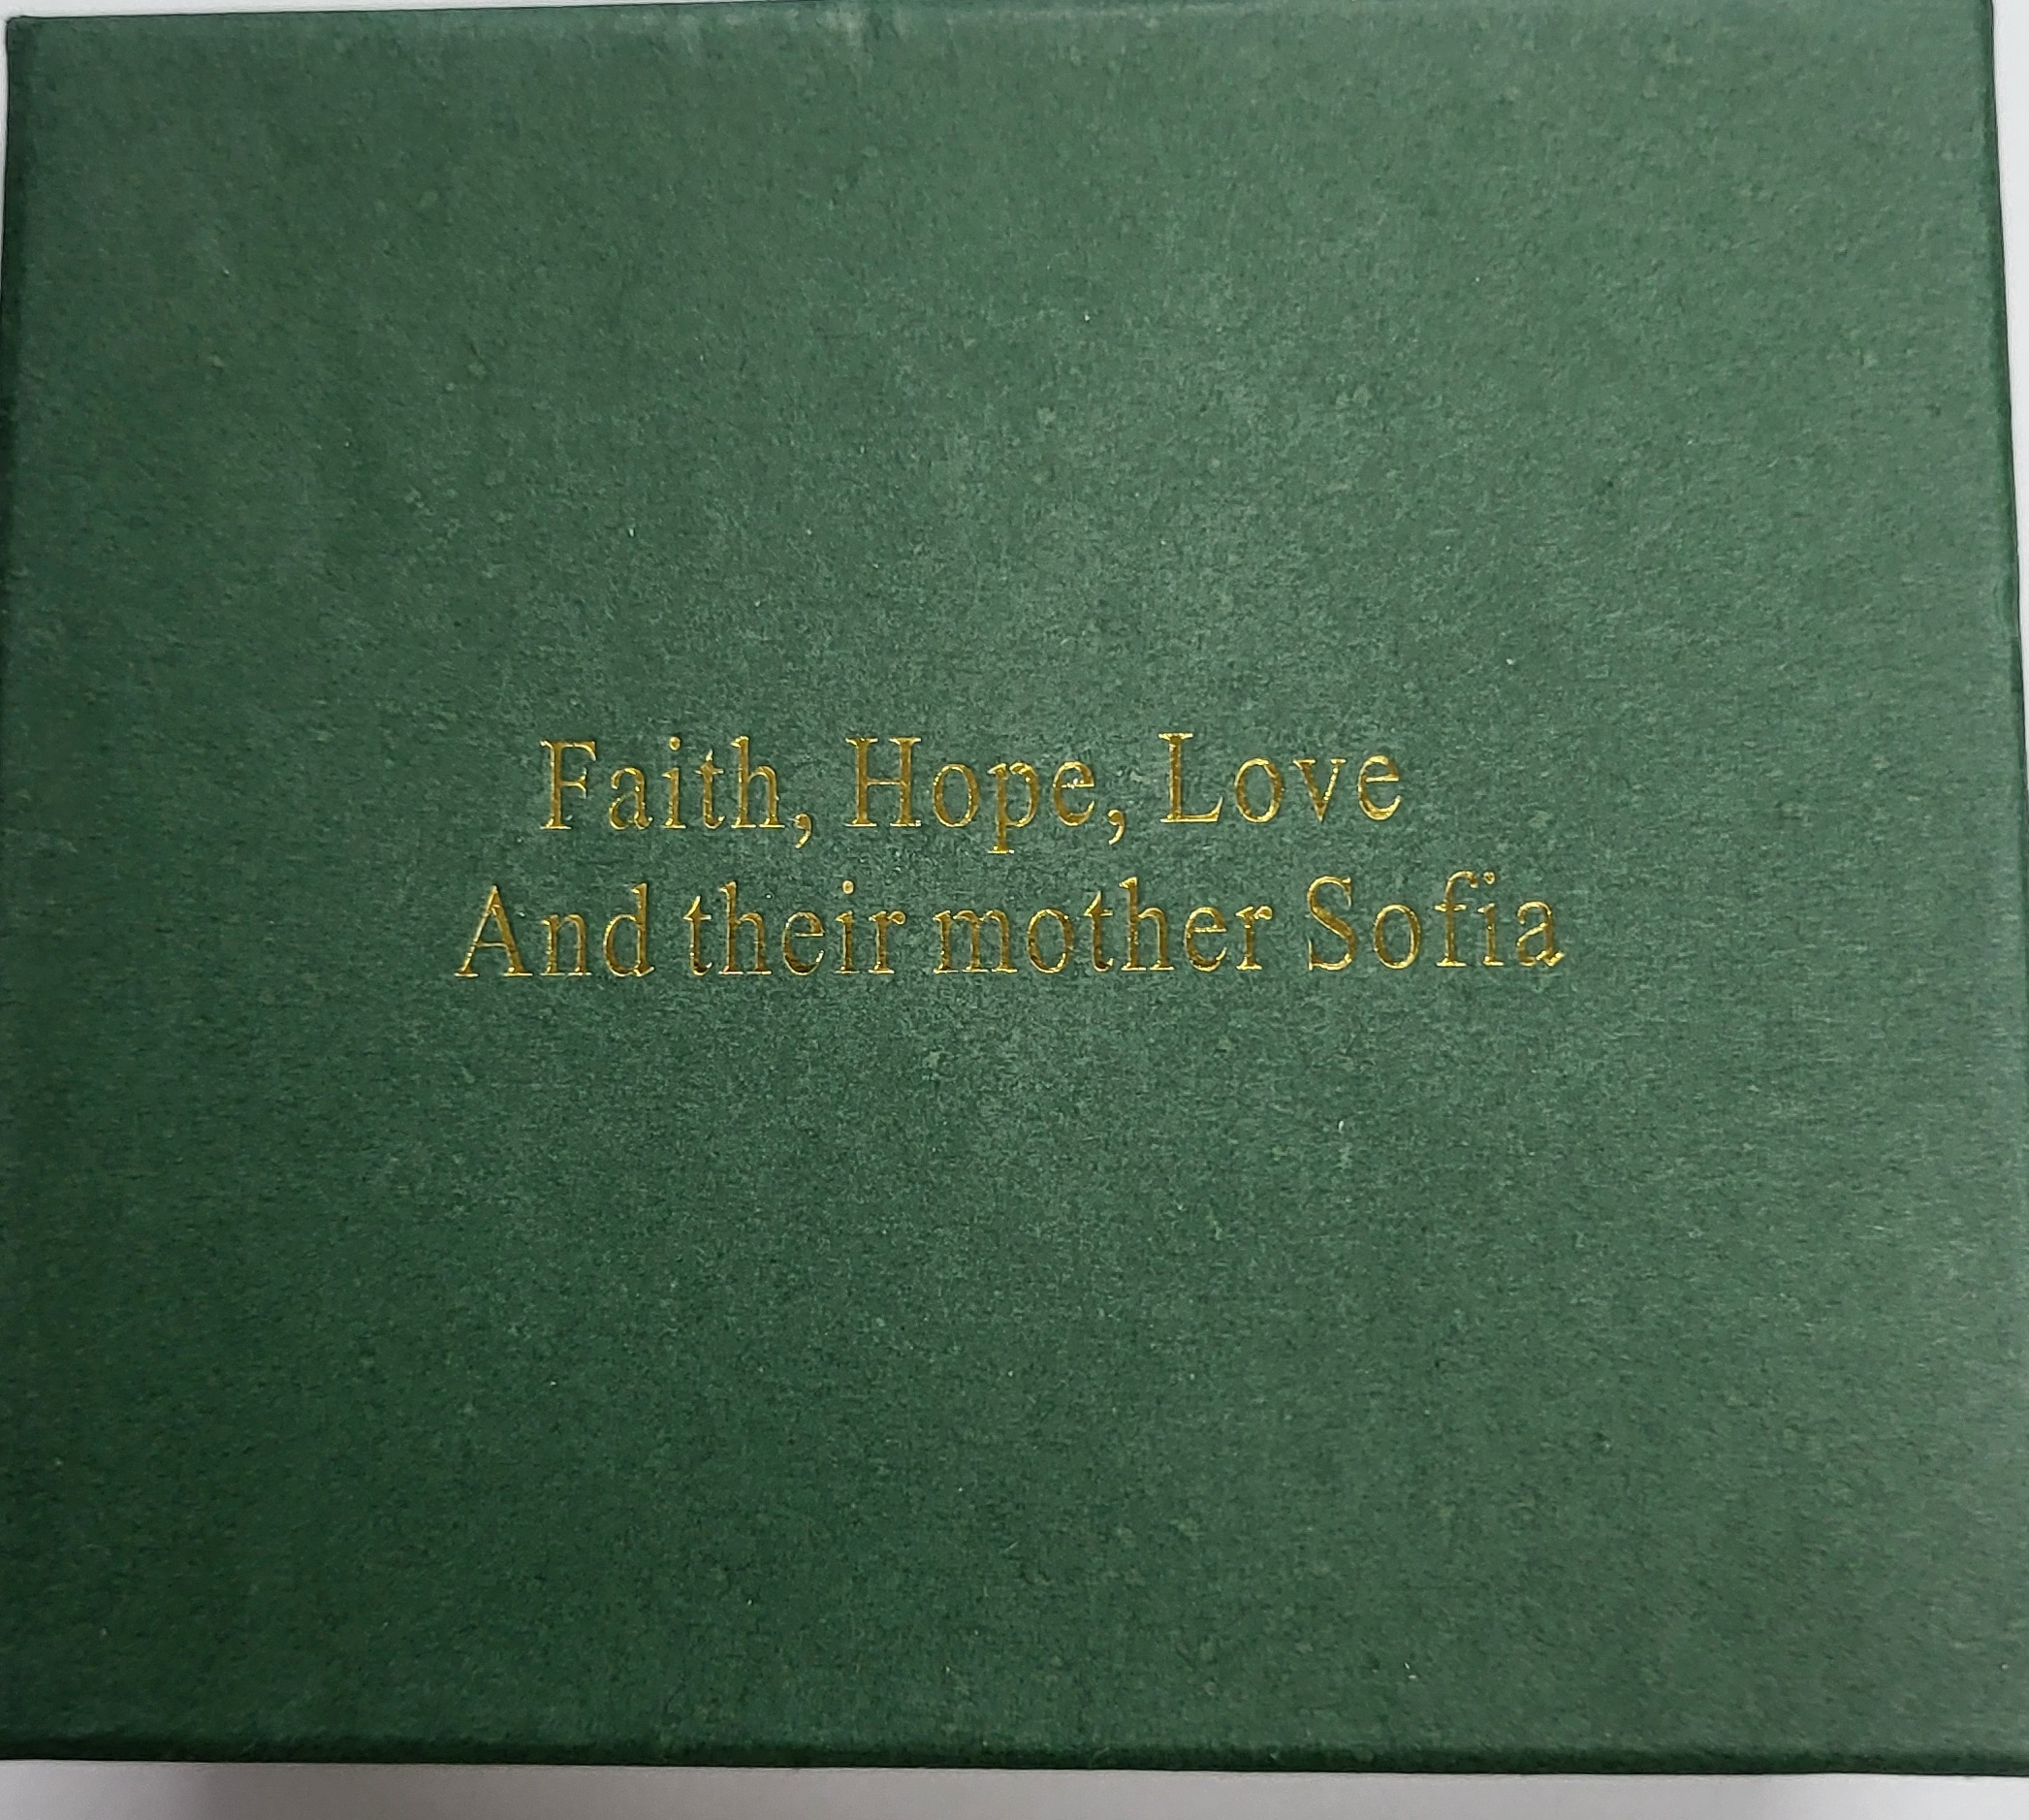 Faith, Hope, Love
And their mother Sofia